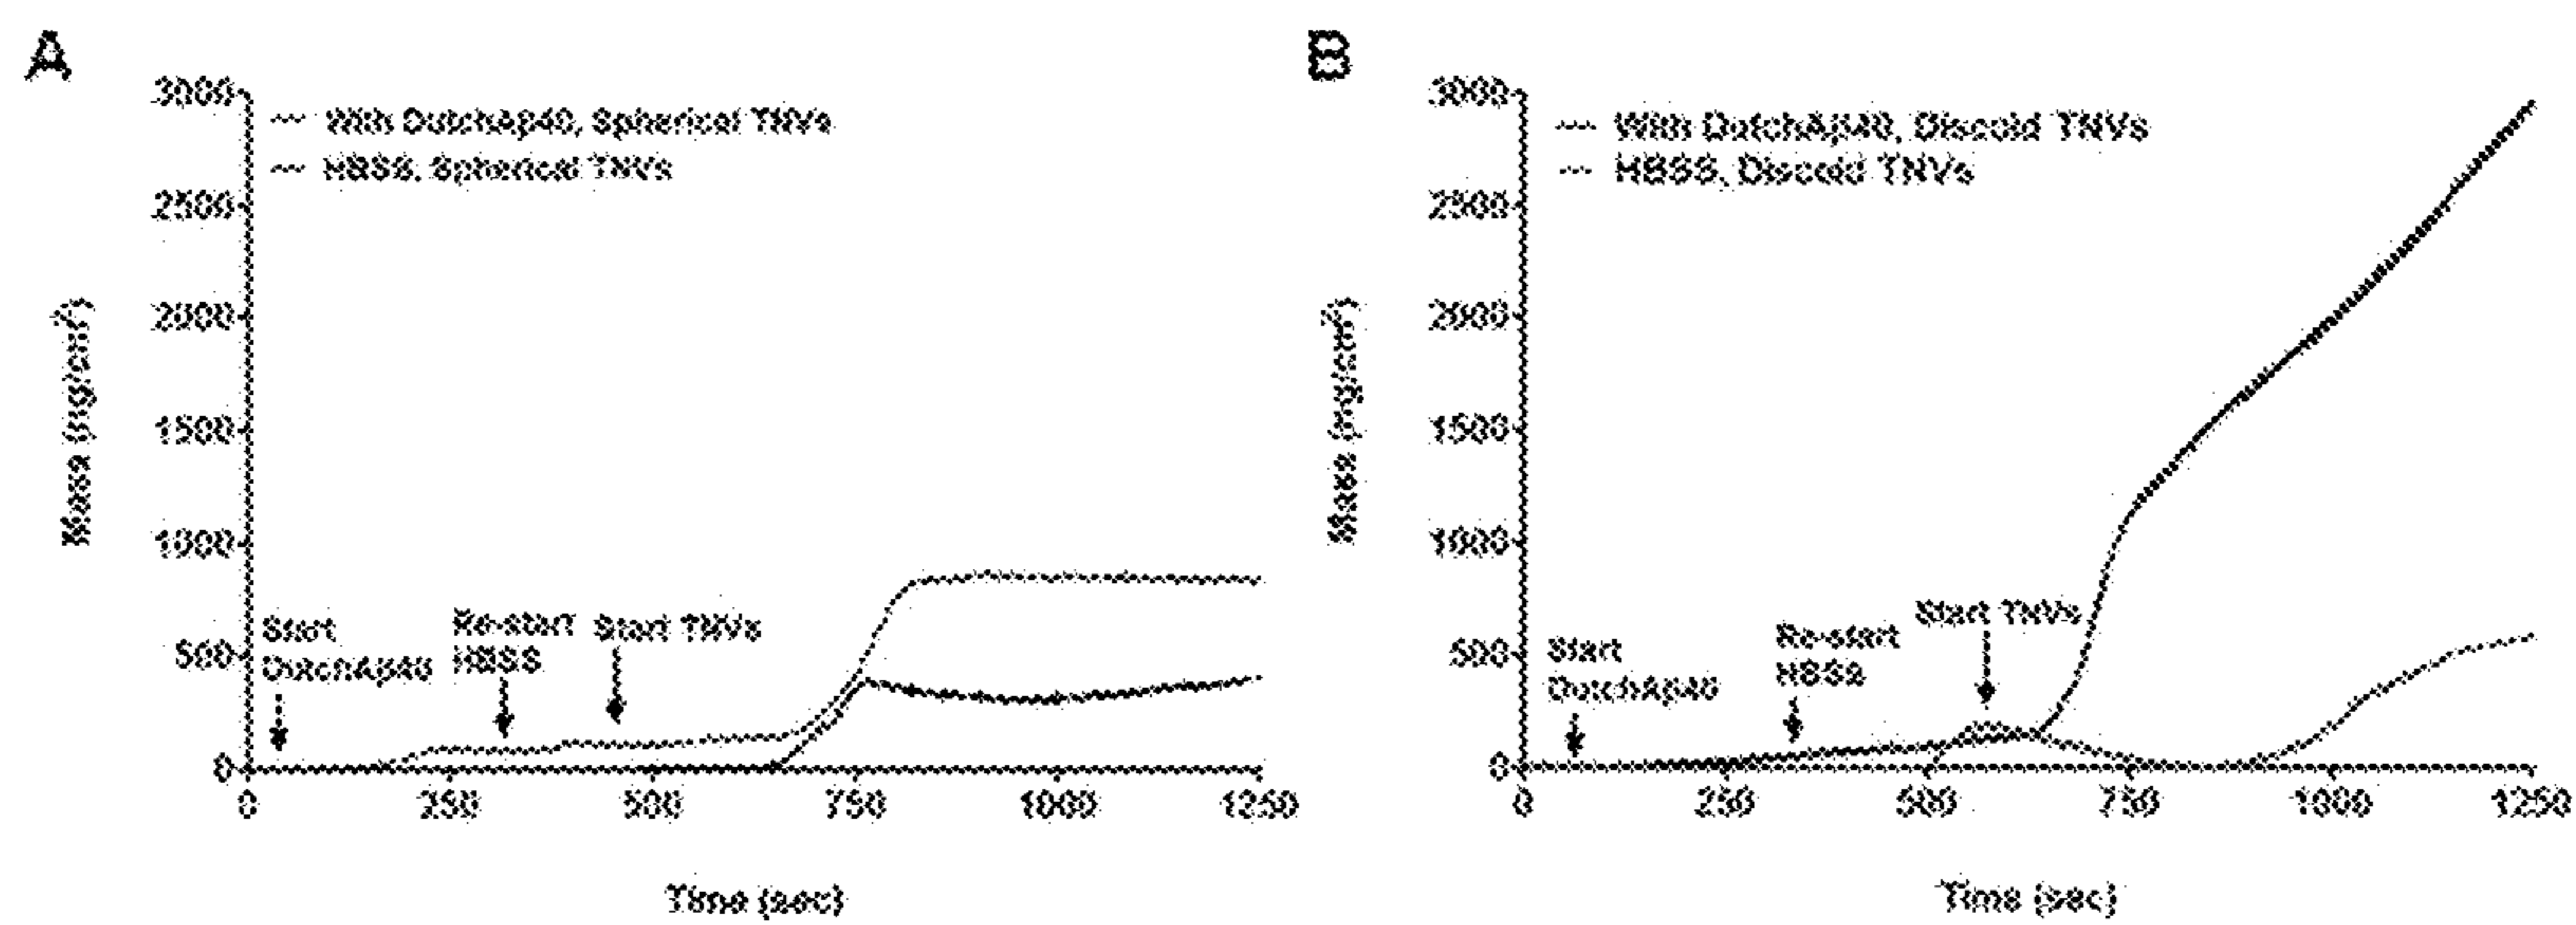 A
3000
2500
2000
1500
1000
500
0
Mass (ng/cm²)
With DutchAβ40, Spherical TNVs
HBSS, Spherical TNVs
Start
DutchAβ40
Re-start
HBSS
Start TNVs
0 250 500 750 1000 1250
Time (sec)
B
3000
2500
2000
1500
1000
500
0
Mass (ng/cm²)
With DutchAβ40, Discoid TNVs
HBSS, Discoid TNVs
Start
DutchAβ40
Re-start
HBSS
Start TNVs
0 250 500 750 1000 1250
Time (sec)